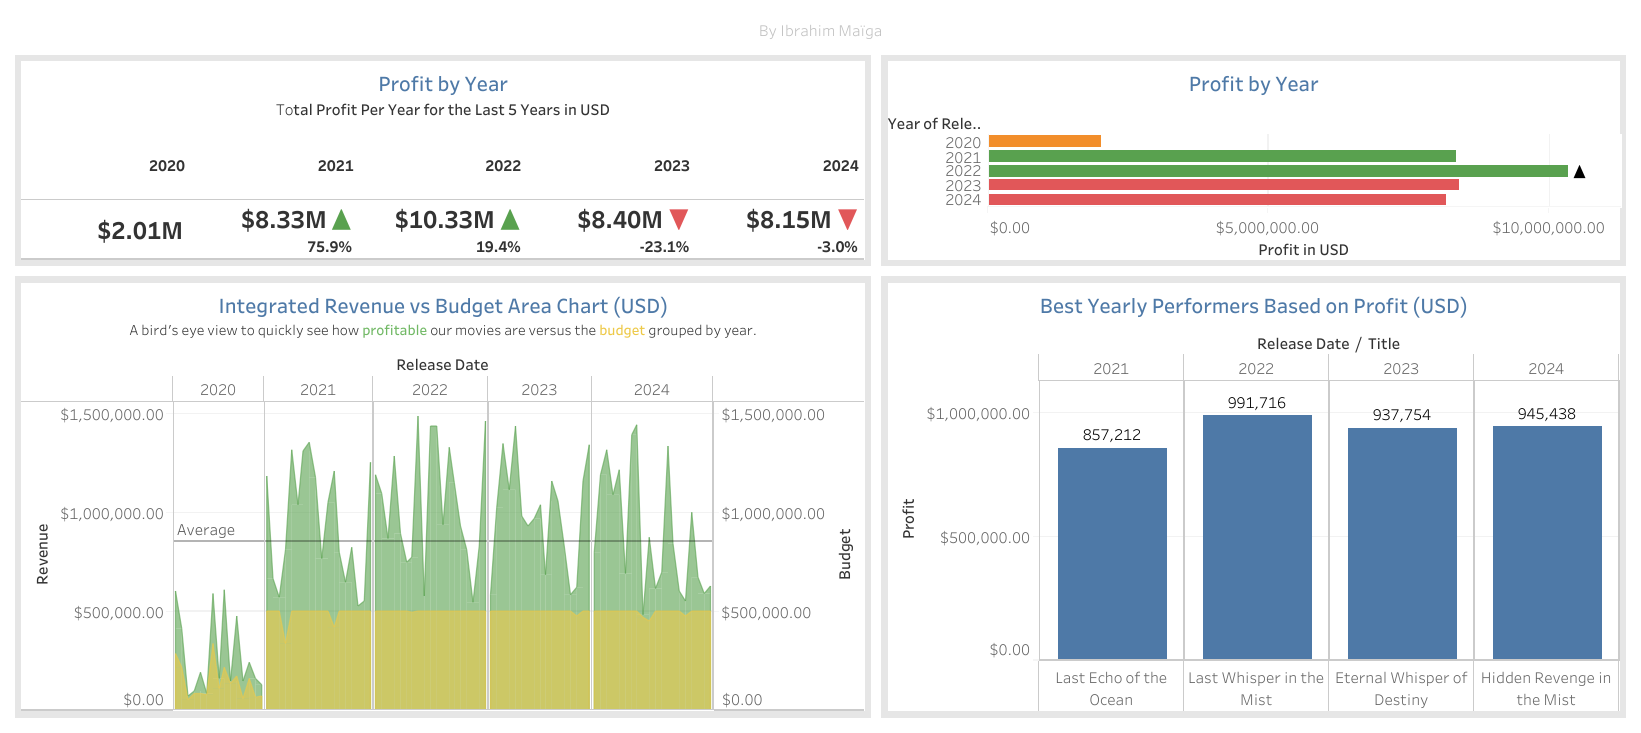 By Ibrahim Maïga
Profit by Year
Total Profit Per Year for the Last 5 Years in USD
2020 2021 2022 2023 2024
$2.01M $8.33M ▲ $10.33M ▲ $8.40M ▼ $8.15M ▼
75.9% 19.4% -23.1% -3.0%
Profit by Year
Year of Rele..
2020
2021
2022 ▲
2023
2024
$0.00 $5,000,000.00 $10,000,000.00
Profit in USD
Integrated Revenue vs Budget Area Chart (USD)
A bird's eye view to quickly see how profitable our movies are versus the budget grouped by year.
Release Date
2020 2021 2022 2023 2024
$1,500,000.00 $1,500,000.00
$1,000,000.00 $1,000,000.00
Average
$500,000.00 $500,000.00
$0.00 $0.00
Revenue
Budget
Best Yearly Performers Based on Profit (USD)
Release Date / Title
2021 2022 2023 2024
$1,000,000.00
$500,000.00
$0.00
Profit
857,212 991,716 937,754 945,438
Last Echo of the Last Whisper in the Eternal Whisper of Hidden Revenge in
Ocean Mist Destiny the Mist